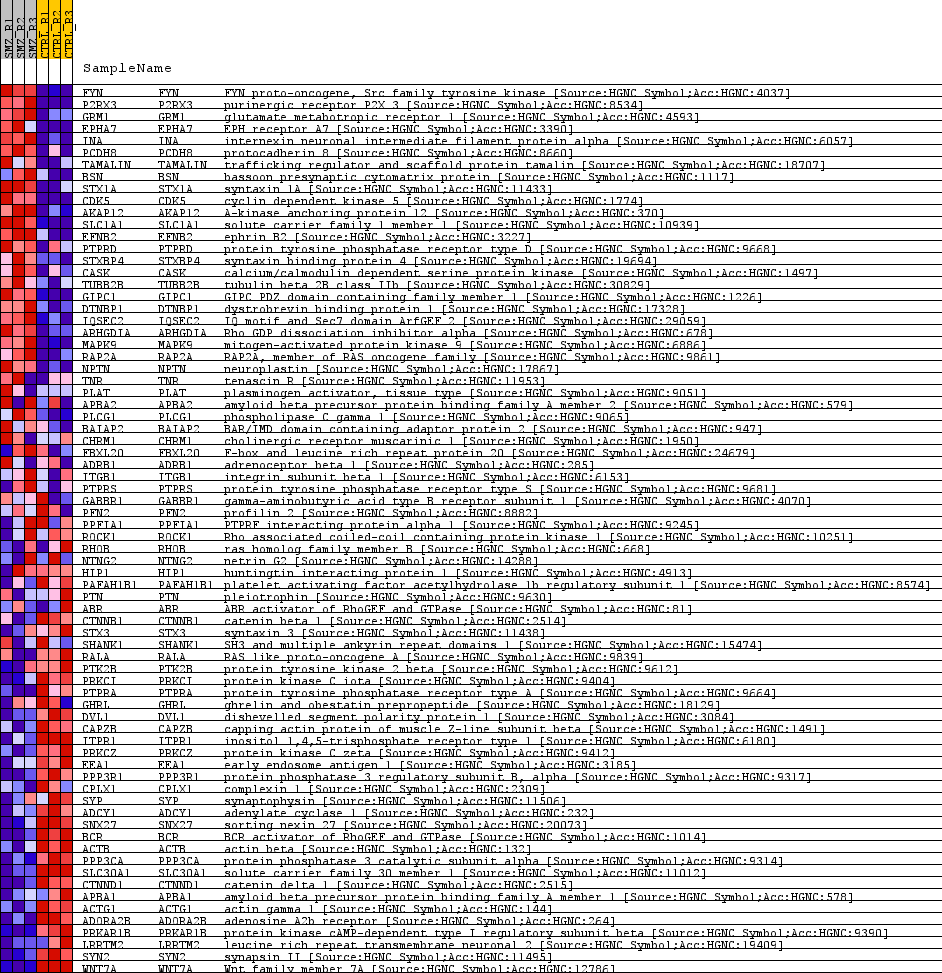 SMZ_R1
SMZ_R2
SMZ_R3
CTRL_R1
CTRL_R2
CTRL_R3
SampleName
FYN FYN FYN proto-oncogene, Src family tyrosine kinase [Source:HGNC Symbol;Acc:HGNC:4037]
P2RX3 P2RX3 purinergic receptor P2X 3 [Source:HGNC Symbol;Acc:HGNC:8534]
GRM1 GRM1 glutamate metabotropic receptor 1 [Source:HGNC Symbol;Acc:HGNC:4593]
EPHA7 EPHA7 EPH receptor A7 [Source:HGNC Symbol;Acc:HGNC:3390]
INA INA internexin neuronal intermediate filament protein alpha [Source:HGNC Symbol;Acc:HGNC:6057]
PCDH8 PCDH8 protocadherin 8 [Source:HGNC Symbol;Acc:HGNC:8660]
TAMALIN TAMALIN trafficking regulator and scaffold protein tamalin [Source:HGNC Symbol;Acc:HGNC:18707]
BSN BSN bassoon presynaptic cytomatrix protein [Source:HGNC Symbol;Acc:HGNC:1117]
STX1A STX1A syntaxin 1A [Source:HGNC Symbol;Acc:HGNC:11433]
CDK5 CDK5 cyclin dependent kinase 5 [Source:HGNC Symbol;Acc:HGNC:1774]
AKAP12 AKAP12 A-kinase anchoring protein 12 [Source:HGNC Symbol;Acc:HGNC:370]
SLC1A1 SLC1A1 solute carrier family 1 member 1 [Source:HGNC Symbol;Acc:HGNC:10939]
EFNB2 EFNB2 ephrin B2 [Source:HGNC Symbol;Acc:HGNC:3227]
PTPRD PTPRD protein tyrosine phosphatase receptor type D [Source:HGNC Symbol;Acc:HGNC:9668]
STXBP4 STXBP4 syntaxin binding protein 4 [Source:HGNC Symbol;Acc:HGNC:19694]
CASK CASK calcium/calmodulin dependent serine protein kinase [Source:HGNC Symbol;Acc:HGNC:1497]
TUBB2B TUBB2B tubulin beta 2B class IIb [Source:HGNC Symbol;Acc:HGNC:30829]
GIPC1 GIPC1 GIPC PDZ domain containing family member 1 [Source:HGNC Symbol;Acc:HGNC:1226]
DTNBP1 DTNBP1 dystrobrevin binding protein 1 [Source:HGNC Symbol;Acc:HGNC:17328]
IQSEC2 IQSEC2 IQ motif and Sec7 domain ArfGEF 2 [Source:HGNC Symbol;Acc:HGNC:29059]
ARHGDIA ARHGDIA Rho GDP dissociation inhibitor alpha [Source:HGNC Symbol;Acc:HGNC:678]
MAPK9 MAPK9 mitogen-activated protein kinase 9 [Source:HGNC Symbol;Acc:HGNC:6886]
RAP2A RAP2A RAP2A, member of RAS oncogene family [Source:HGNC Symbol;Acc:HGNC:9861]
NPTN NPTN neuroplastin [Source:HGNC Symbol;Acc:HGNC:17867]
TNR TNR tenascin R [Source:HGNC Symbol;Acc:HGNC:11953]
PLAT PLAT plasminogen activator, tissue type [Source:HGNC Symbol;Acc:HGNC:9051]
APBA2 APBA2 amyloid beta precursor protein binding family A member 2 [Source:HGNC Symbol;Acc:HGNC:579]
PLCG1 PLCG1 phospholipase C gamma 1 [Source:HGNC Symbol;Acc:HGNC:9065]
BAIAP2 BAIAP2 BAR/IMD domain containing adaptor protein 2 [Source:HGNC Symbol;Acc:HGNC:947]
CHRM1 CHRM1 cholinergic receptor muscarinic 1 [Source:HGNC Symbol;Acc:HGNC:1950]
FBXL20 FBXL20 F-box and leucine rich repeat protein 20 [Source:HGNC Symbol;Acc:HGNC:24679]
ADRB1 ADRB1 adrenoceptor beta 1 [Source:HGNC Symbol;Acc:HGNC:285]
ITGB1 ITGB1 integrin subunit beta 1 [Source:HGNC Symbol;Acc:HGNC:6153]
PTPRS PTPRS protein tyrosine phosphatase receptor type S [Source:HGNC Symbol;Acc:HGNC:9681]
GABBR1 GABBR1 gamma-aminobutyric acid type B receptor subunit 1 [Source:HGNC Symbol;Acc:HGNC:4070]
PFN2 PFN2 profilin 2 [Source:HGNC Symbol;Acc:HGNC:8882]
PPFIA1 PPFIA1 PTPRF interacting protein alpha 1 [Source:HGNC Symbol;Acc:HGNC:9245]
ROCK1 ROCK1 Rho associated coiled-coil containing protein kinase 1 [Source:HGNC Symbol;Acc:HGNC:10251]
RHOB RHOB ras homolog family member B [Source:HGNC Symbol;Acc:HGNC:668]
NTNG2 NTNG2 netrin G2 [Source:HGNC Symbol;Acc:HGNC:14288]
HIP1 HIP1 huntingtin interacting protein 1 [Source:HGNC Symbol;Acc:HGNC:4913]
PAFAH1B1 PAFAH1B1 platelet activating factor acetylhydrolase 1b regulatory subunit 1 [Source:HGNC Symbol;Acc:HGNC:8574]
PTN PTN pleiotrophin [Source:HGNC Symbol;Acc:HGNC:9630]
ABR ABR ABR activator of RhoGEF and GTPase [Source:HGNC Symbol;Acc:HGNC:81]
CTNNB1 CTNNB1 catenin beta 1 [Source:HGNC Symbol;Acc:HGNC:2514]
STX3 STX3 syntaxin 3 [Source:HGNC Symbol;Acc:HGNC:11438]
SHANK1 SHANK1 SH3 and multiple ankyrin repeat domains 1 [Source:HGNC Symbol;Acc:HGNC:15474]
RALA RALA RAS like proto-oncogene A [Source:HGNC Symbol;Acc:HGNC:9839]
PTK2B PTK2B protein tyrosine kinase 2 beta [Source:HGNC Symbol;Acc:HGNC:9612]
PRKCI PRKCI protein kinase C iota [Source:HGNC Symbol;Acc:HGNC:9404]
PTPRA PTPRA protein tyrosine phosphatase receptor type A [Source:HGNC Symbol;Acc:HGNC:9664]
GHRL GHRL ghrelin and obestatin prepropeptide [Source:HGNC Symbol;Acc:HGNC:18129]
DVL1 DVL1 dishevelled segment polarity protein 1 [Source:HGNC Symbol;Acc:HGNC:3084]
CAPZB CAPZB capping actin protein of muscle Z-line subunit beta [Source:HGNC Symbol;Acc:HGNC:1491]
ITPR1 ITPR1 inositol 1,4,5-trisphosphate receptor type 1 [Source:HGNC Symbol;Acc:HGNC:6180]
PRKCZ PRKCZ protein kinase C zeta [Source:HGNC Symbol;Acc:HGNC:9412]
EEA1 EEA1 early endosome antigen 1 [Source:HGNC Symbol;Acc:HGNC:3185]
PPP3R1 PPP3R1 protein phosphatase 3 regulatory subunit B, alpha [Source:HGNC Symbol;Acc:HGNC:9317]
CPLX1 CPLX1 complexin 1 [Source:HGNC Symbol;Acc:HGNC:2309]
SYP SYP synaptophysin [Source:HGNC Symbol;Acc:HGNC:11506]
ADCY1 ADCY1 adenylate cyclase 1 [Source:HGNC Symbol;Acc:HGNC:232]
SNX27 SNX27 sorting nexin 27 [Source:HGNC Symbol;Acc:HGNC:20073]
BCR BCR BCR activator of RhoGEF and GTPase [Source:HGNC Symbol;Acc:HGNC:1014]
ACTB ACTB actin beta [Source:HGNC Symbol;Acc:HGNC:132]
PPP3CA PPP3CA protein phosphatase 3 catalytic subunit alpha [Source:HGNC Symbol;Acc:HGNC:9314]
SLC30A1 SLC30A1 solute carrier family 30 member 1 [Source:HGNC Symbol;Acc:HGNC:11012]
CTNND1 CTNND1 catenin delta 1 [Source:HGNC Symbol;Acc:HGNC:2515]
APBA1 APBA1 amyloid beta precursor protein binding family A member 1 [Source:HGNC Symbol;Acc:HGNC:578]
ACTG1 ACTG1 actin gamma 1 [Source:HGNC Symbol;Acc:HGNC:144]
ADORA2B ADORA2B adenosine A2b receptor [Source:HGNC Symbol;Acc:HGNC:264]
PRKAR1B PRKAR1B protein kinase cAMP-dependent type I regulatory subunit beta [Source:HGNC Symbol;Acc:HGNC:9390]
LRRTM2 LRRTM2 leucine rich repeat transmembrane neuronal 2 [Source:HGNC Symbol;Acc:HGNC:19409]
SYN2 SYN2 synapsin II [Source:HGNC Symbol;Acc:HGNC:11495]
WNT7A WNT7A Wnt family member 7A [Source:HGNC Symbol;Acc:HGNC:12786]